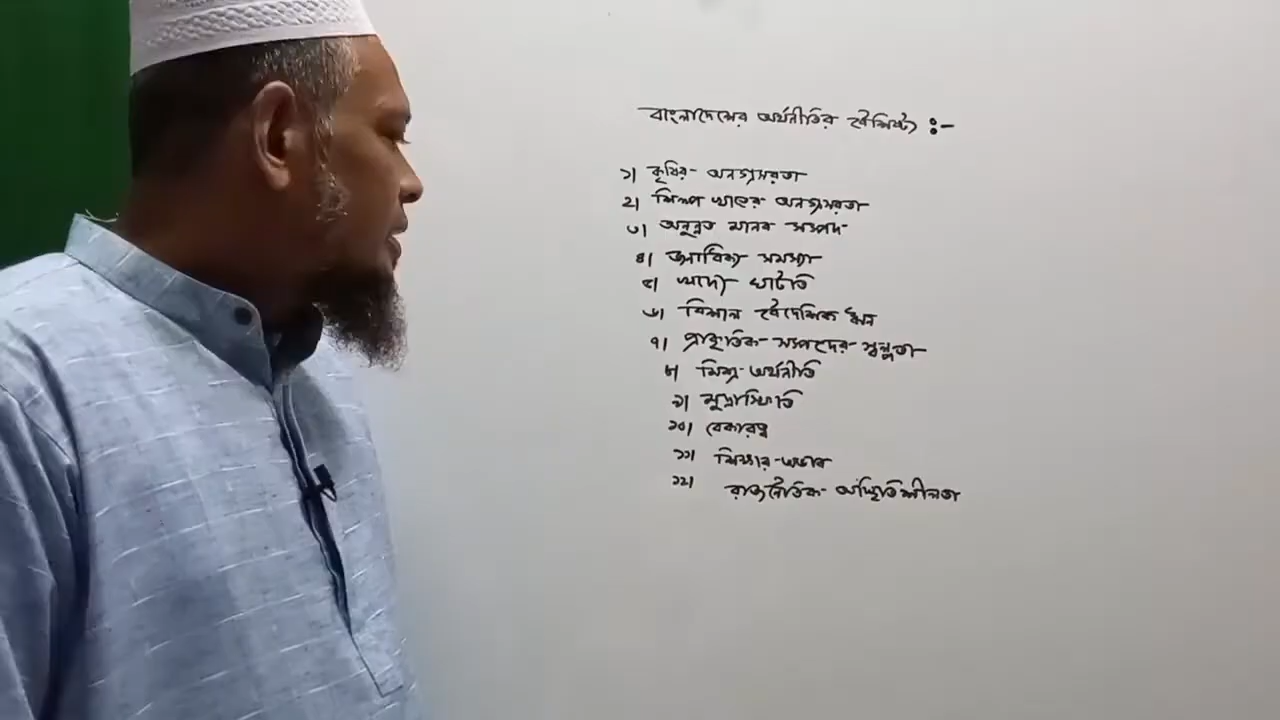 বাংলাদেশের অর্থনীতির বৈশিষ্ট্য :-
১। কৃষির অনগ্রসরতা
২। শিল্প খাতের অনগ্রসরতা
৩। অনুন্নত মানব সম্পদ
৪। জনাধিক্য সমস্যা
৫। খাদ্যে ঘাটতি
৬। বিশাল বৈদেশিক ঋন
৭। প্রাকৃতিক সম্পদের স্বল্পতা
৮। মিশ্র অর্থনীতি
৯। মুদ্রাস্ফিতি
১০। বেকারত্ব
১১। শিক্ষার অভাব
১২। রাজনৈতিক অস্থিতিশীলতা